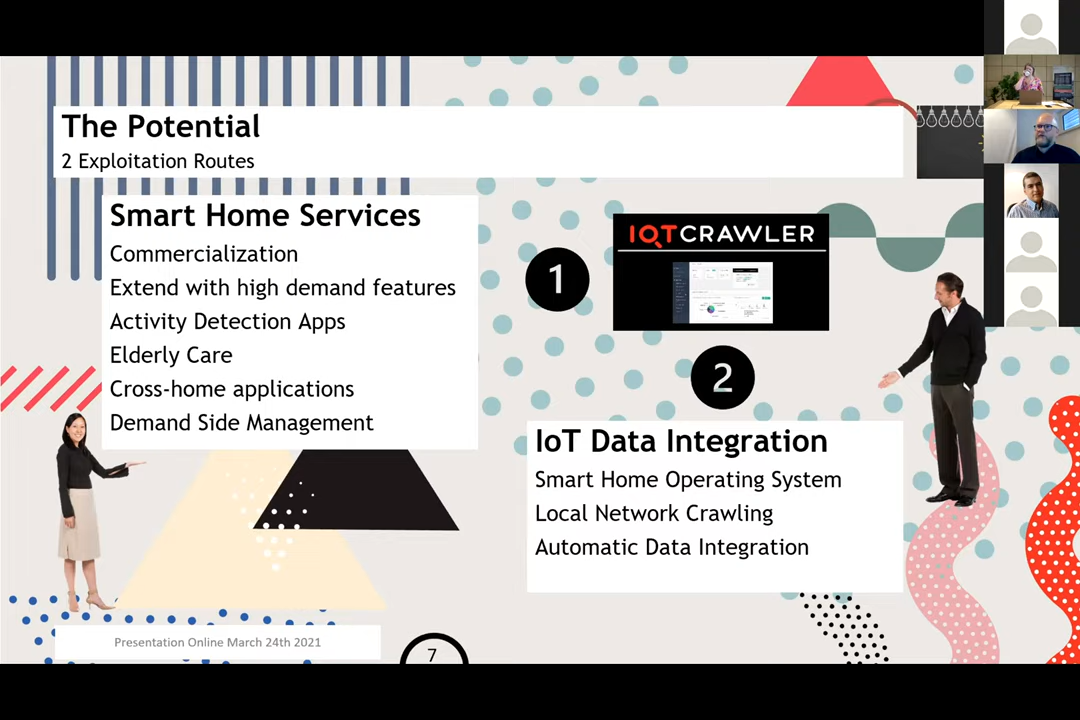 The Potential
2 Exploitation Routes
Smart Home Services
Commercialization
Extend with high demand features
Activity Detection Apps
Elderly Care
Cross-home applications
Demand Side Management
1
IOTCRAWLER
2
IoT Data Integration
Smart Home Operating System
Local Network Crawling
Automatic Data Integration
Presentation Online March 24th 2021
7